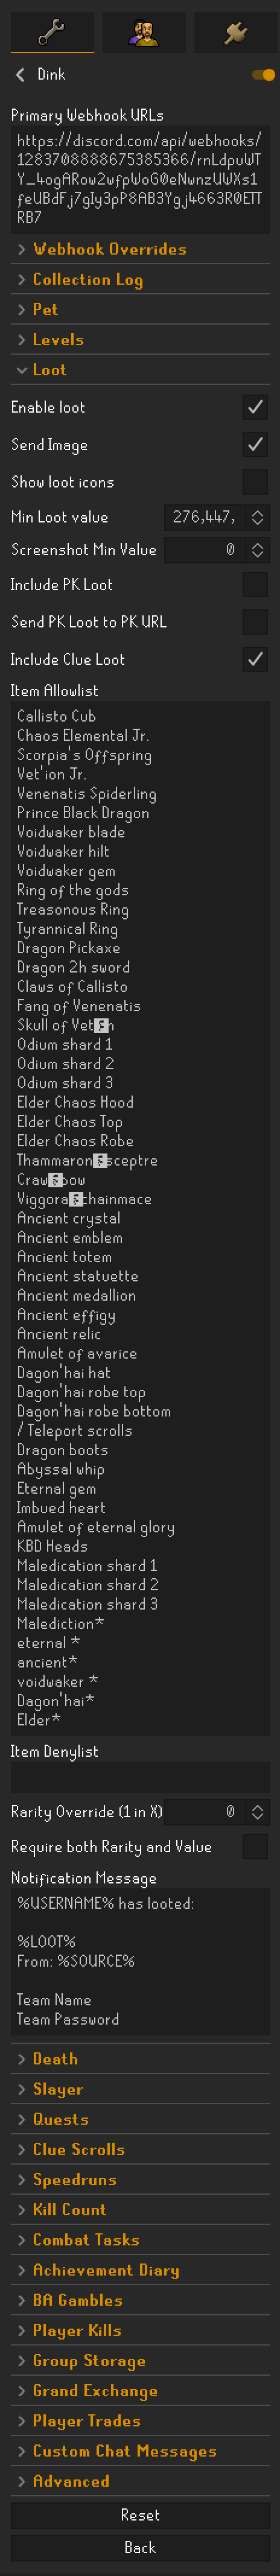 Dink
Primary Webhook URLs
https://discord.com/api/webhooks/
1283708888675385366/rnLdpuWT
Y_4ogARow2wfpWoG0eNwnzUWXs1
feUBdFj7gIy3pP8AB3Ygj4663R0ETT
RB7
Webhook Overrides
Collection Log
Pet
Levels
Loot
Enable loot
Send Image
Show loot icons
Min Loot value 276,447,
Screenshot Min Value 0
Include PK Loot
Send PK Loot to PK URL
Include Clue Loot
Item Allowlist
Callisto Cub
Chaos Elemental Jr.
Scorpia's Offspring
Vet'ion Jr.
Venenatis Spiderling
Prince Black Dragon
Voidwaker blade
Voidwaker hilt
Voidwaker gem
Ring of the gods
Treasonous Ring
Tyrannical Ring
Dragon Pickaxe
Dragon 2h sword
Claws of Callisto
Fang of Venenatis
Skull of Vet
Odium shard 1
Odium shard 2
Odium shard 3
Elder Chaos Hood
Elder Chaos Top
Elder Chaos Robe
Thammaron sceptre
Craw bow
Viggora chainmace
Ancient crystal
Ancient emblem
Ancient totem
Ancient statuette
Ancient medallion
Ancient effigy
Ancient relic
Amulet of avarice
Dagon'hai hat
Dagon'hai robe top
Dagon'hai robe bottom
/ Teleport scrolls
Dragon boots
Abyssal whip
Eternal gem
Imbued heart
Amulet of eternal glory
KBD Heads
Maledication shard 1
Maledication shard 2
Maledication shard 3
Malediction*
eternal *
ancient*
voidwaker *
Dagon'hai*
Elder*
Item Denylist
Rarity Override (1 in X) 0
Require both Rarity and Value
Notification Message
%USERNAME% has looted:
%LOOT%
From: %SOURCE%
Team Name
Team Password
Death
Slayer
Quests
Clue Scrolls
Speedruns
Kill Count
Combat Tasks
Achievement Diary
BA Gambles
Player Kills
Group Storage
Grand Exchange
Player Trades
Custom Chat Messages
Advanced
Reset
Back